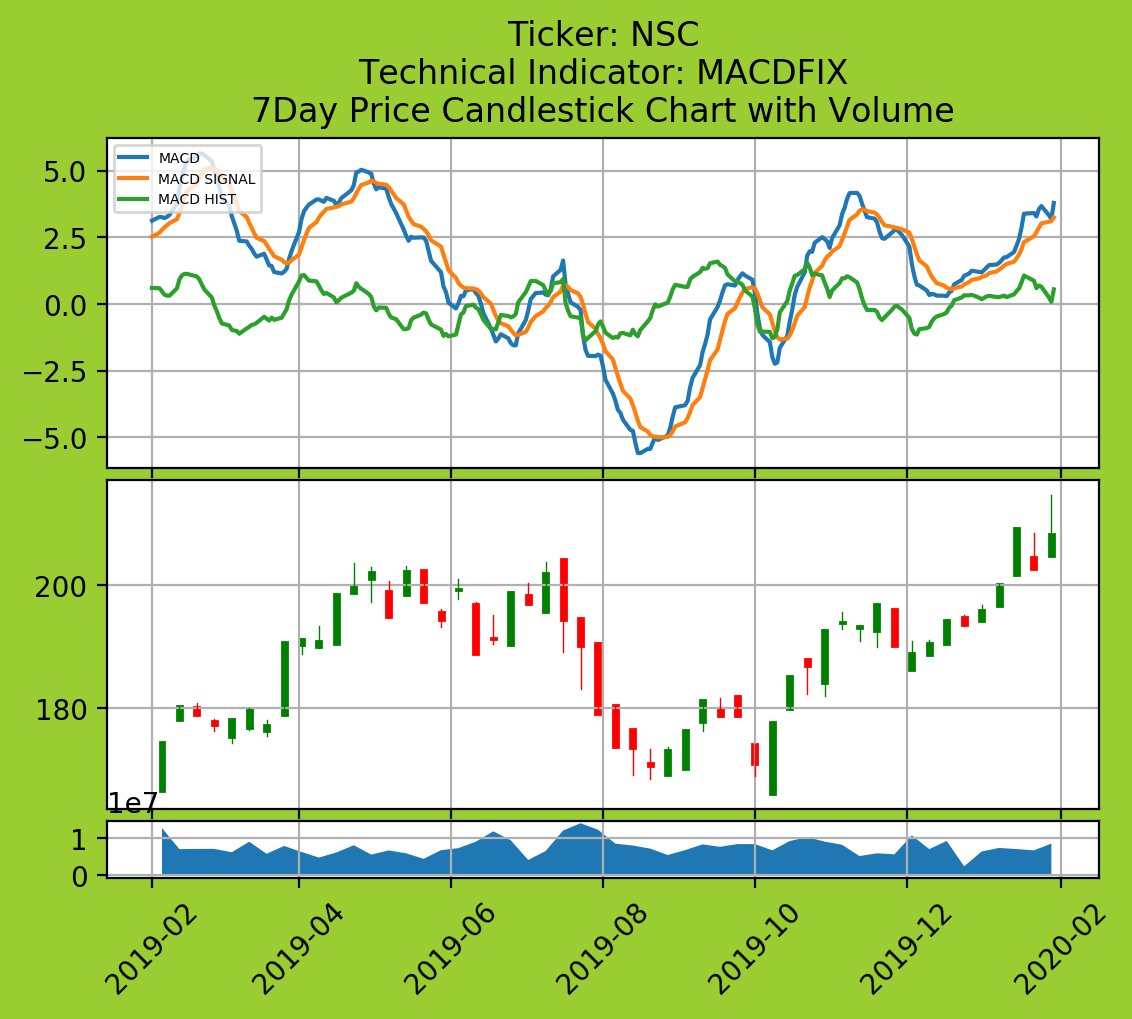 Ticker: NSC
Technical Indicator: MACDFIX
7Day Price Candlestick Chart with Volume
MACD
MACD SIGNAL
MACD HIST
5.0
2.5
0.0
−2.5
−5.0
200
180
1e7
1
0
2019-02
2019-04
2019-06
2019-08
2019-10
2019-12
2020-02